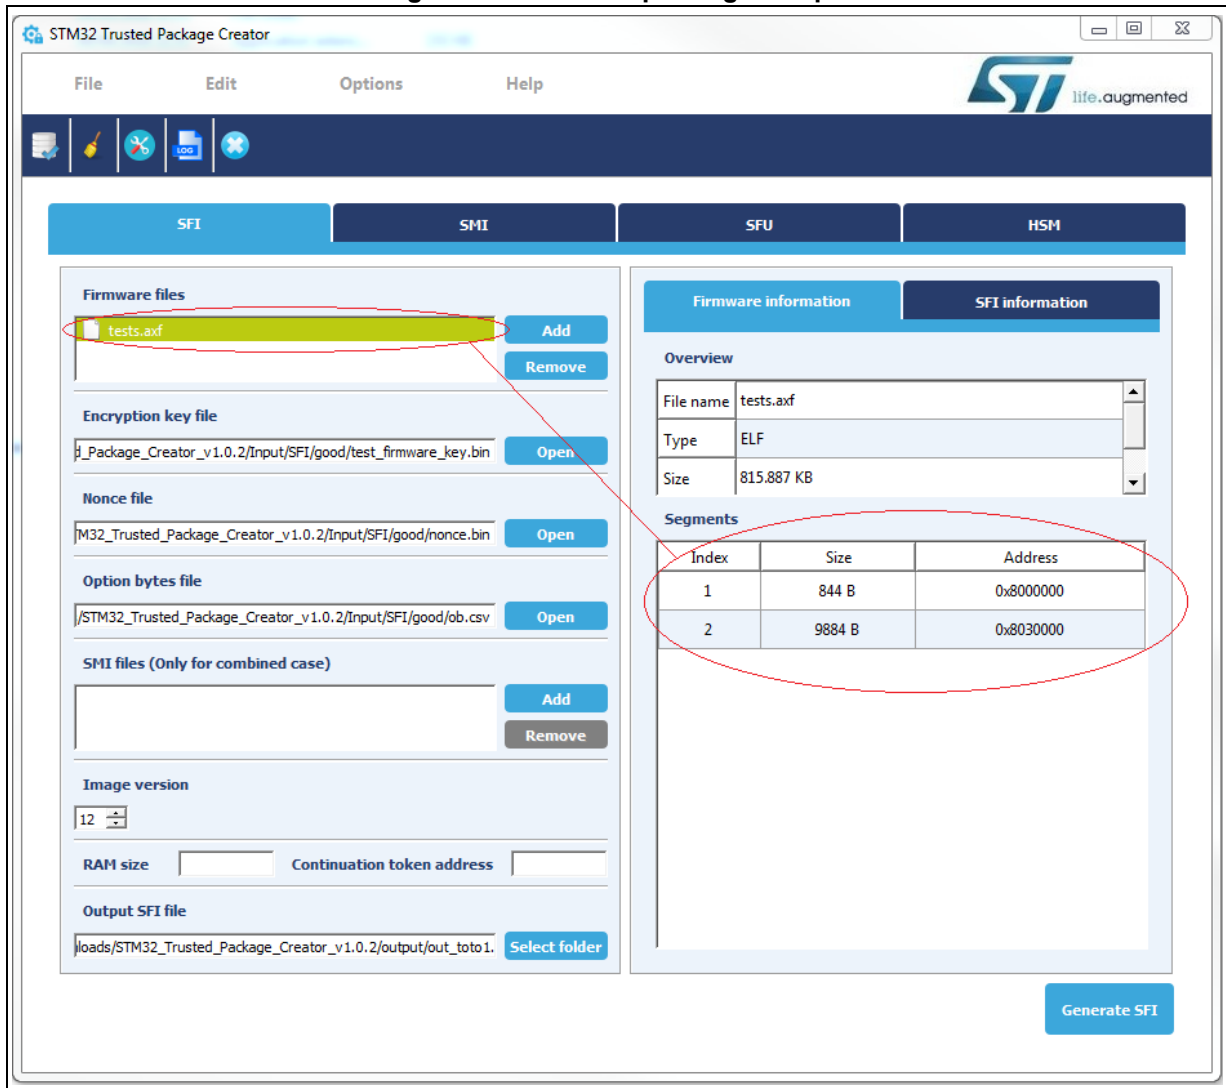 STM32 Trusted Package Creator
File Edit Options Help
life.augmented
LOG
SFI SMI SFU HSM
Firmware files
tests.axf
Add
Remove
Encryption key file
d_Package_Creator_v1.0.2/Input/SFI/good/test_firmware_key.bin Open
Nonce file
TM32_Trusted_Package_Creator_v1.0.2/Input/SFI/good/nonce.bin Open
Option bytes file
/STM32_Trusted_Package_Creator_v1.0.2/Input/SFI/good/ob.csv Open
SMI files (Only for combined case)
Add
Remove
Image version
12
RAM size Continuation token address
Output SFI file
loads/STM32_Trusted_Package_Creator_v1.0.2/output/out_toto1. Select folder
Firmware information SFI information
Overview
File name tests.axf
Type ELF
Size 815.887 KB
Segments
Index Size Address
1 844 B 0x8000000
2 9884 B 0x8030000
Generate SFI